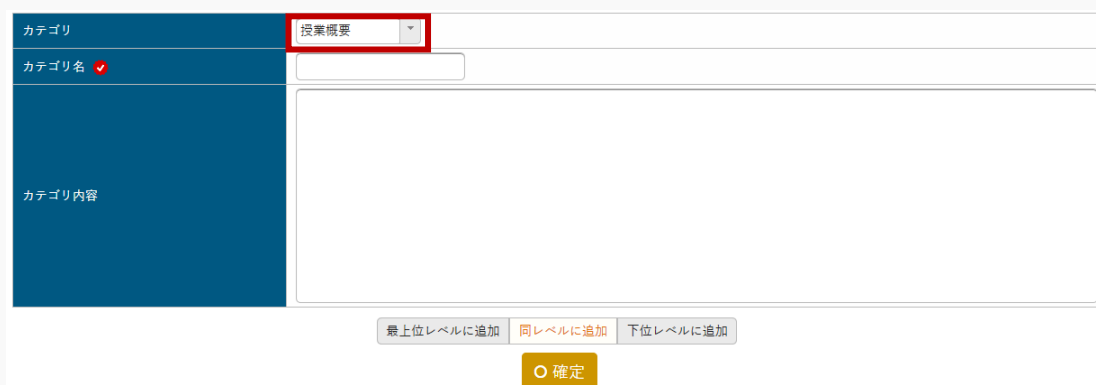 カテゴリ 授業概要
カテゴリ名
カテゴリ内容
最上位レベルに追加 同レベルに追加 下位レベルに追加
確定